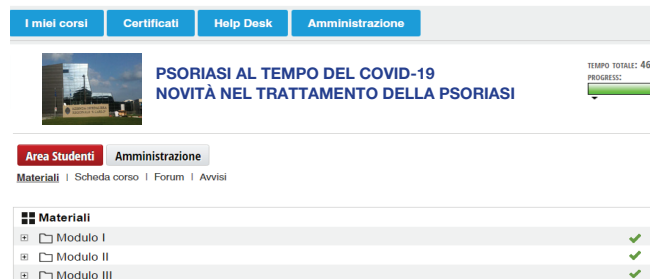 I miei corsi Certificati Help Desk Amministrazione
PSORIASI AL TEMPO DEL COVID-19
NOVITÀ NEL TRATTAMENTO DELLA PSORIASI
TEMPO TOTALE: 46
PROGRESS:
Area Studenti Amministrazione
Materiali | Scheda corso | Forum | Avvisi
Materiali
Modulo I
Modulo II
Modulo III